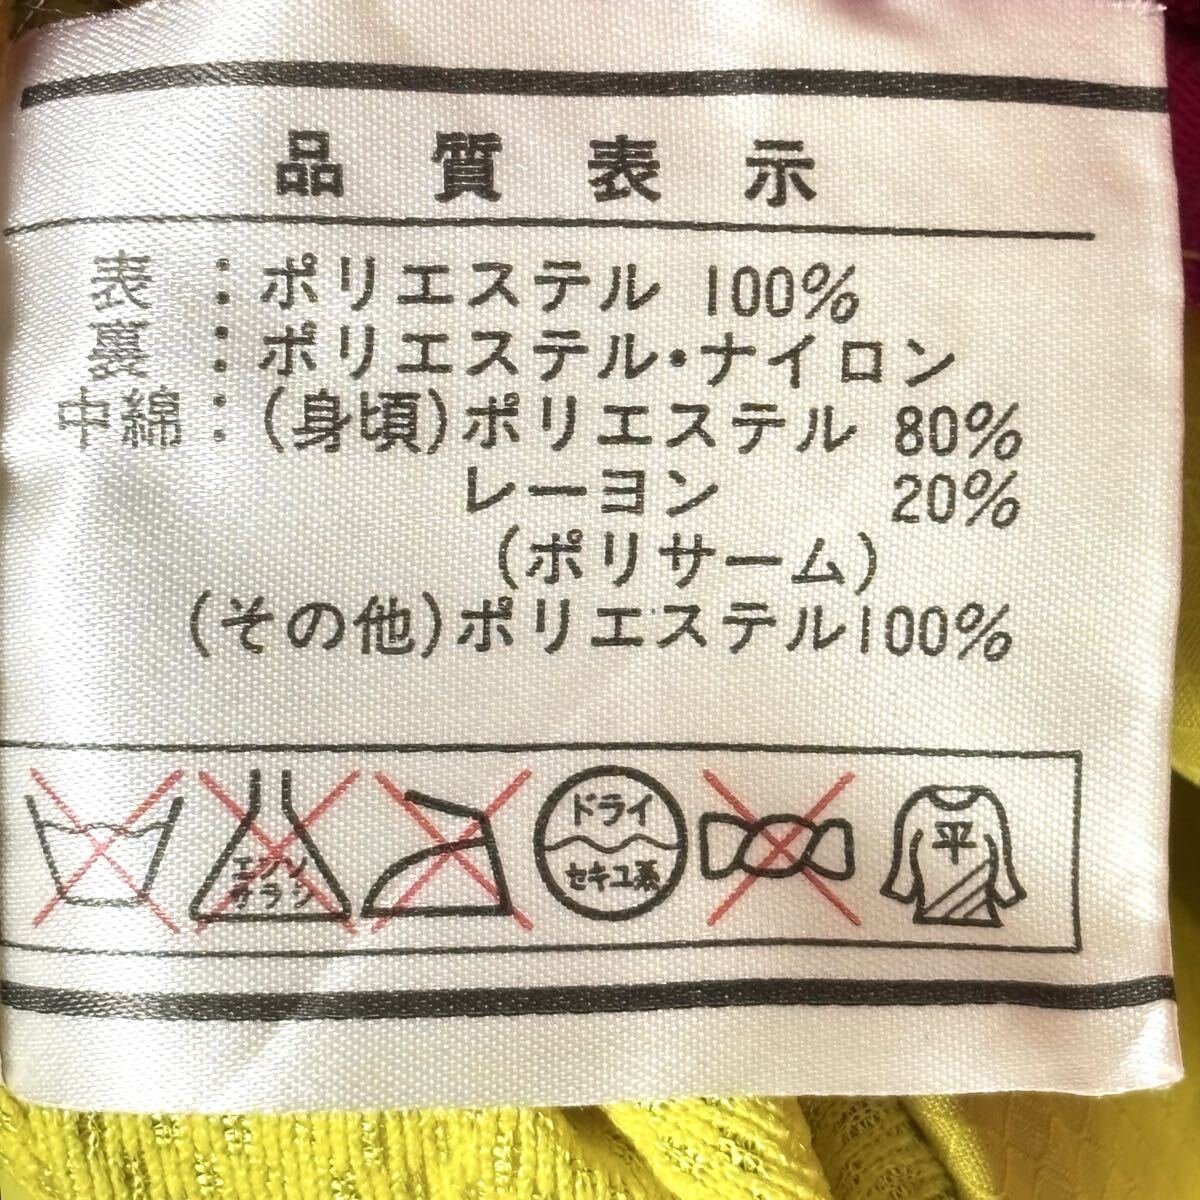 品質表示
表：ポリエステル 100%
裏：ポリエステル・ナイロン
中綿：(身頃)ポリエステル 80%
レーヨン 20%
(ポリサーム)
(その他)ポリエステル100%
エンソ
サラシ
ドライ
セキユ系
平